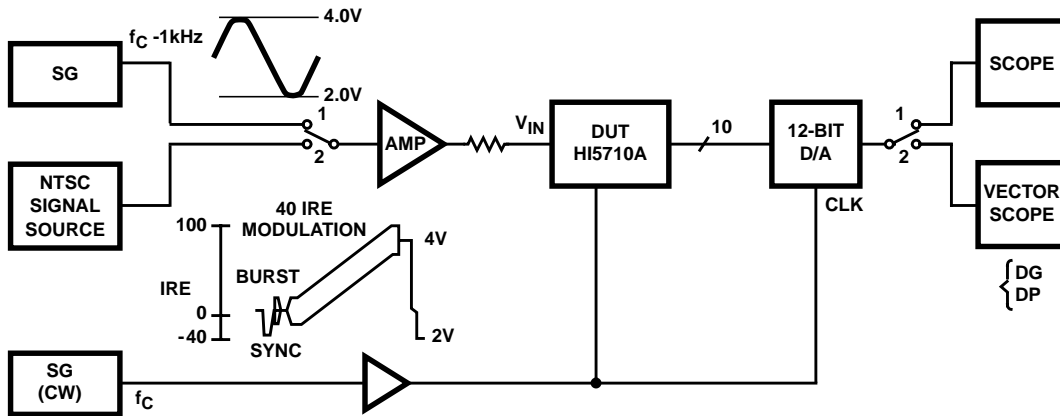 4.0V
fC -1kHz
SG
2.0V
1
2
AMP
VIN
DUT
HI5710A
10
12-BIT
D/A
CLK
1
2
SCOPE
NTSC
SIGNAL
SOURCE
VECTOR
SCOPE
DG
DP
40 IRE
MODULATION
100
4V
BURST
IRE
0
-40
2V
SYNC
SG
(CW)
fC